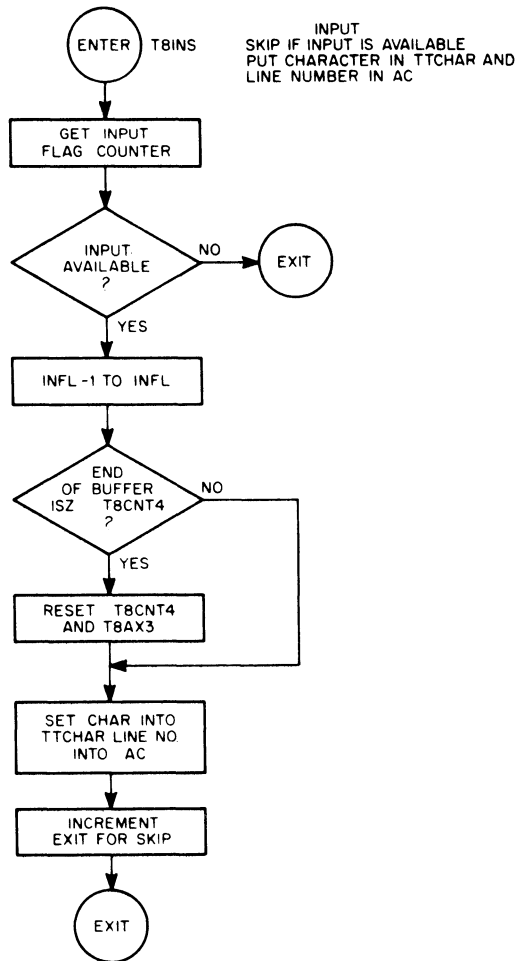 INPUT
SKIP IF INPUT IS AVAILABLE
PUT CHARACTER IN TTCHAR AND
LINE NUMBER IN AC
ENTER T8INS
GET INPUT
FLAG COUNTER
INPUT
AVAILABLE
?
NO
EXIT
YES
INFL-1 TO INFL
END
OF BUFFER
ISZ T8CNT4
?
NO
YES
RESET T8CNT4
AND T8AX3
SET CHAR INTO
TTCHAR LINE NO.
INTO AC
INCREMENT
EXIT FOR SKIP
EXIT